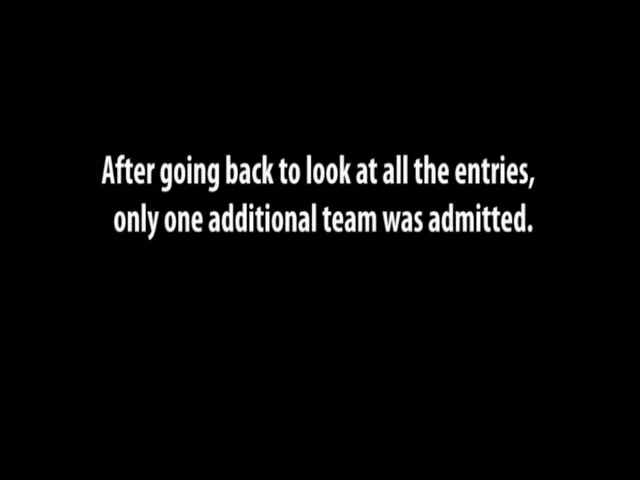 After going back to look at all the entries,
only one additional team was admitted.